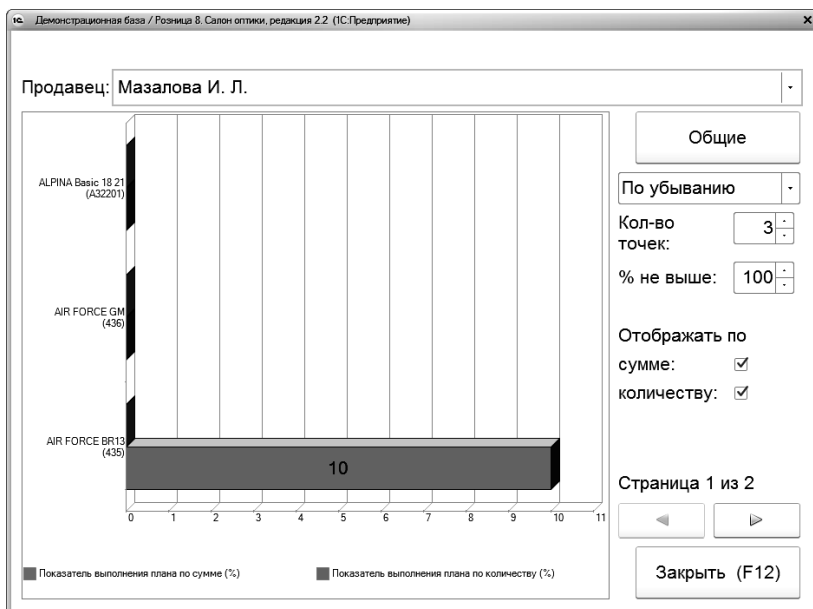 1С Демонстрационная база / Розница 8. Салон оптики, редакция 2.2 (1С:Предприятие)
Продавец: Мазалова И. Л.
ALPINA Basic 18 21
(A32201)
AIR FORCE GM
(436)
AIR FORCE BR13
(435)
10
0 1 2 3 4 5 6 7 8 9 10 11
Показатель выполнения плана по сумме (%) Показатель выполнения плана по количеству (%)
Общие
По убыванию
Кол-во
точек: 3
% не выше: 100
Отображать по
сумме:
количеству:
Страница 1 из 2
Закрыть (F12)